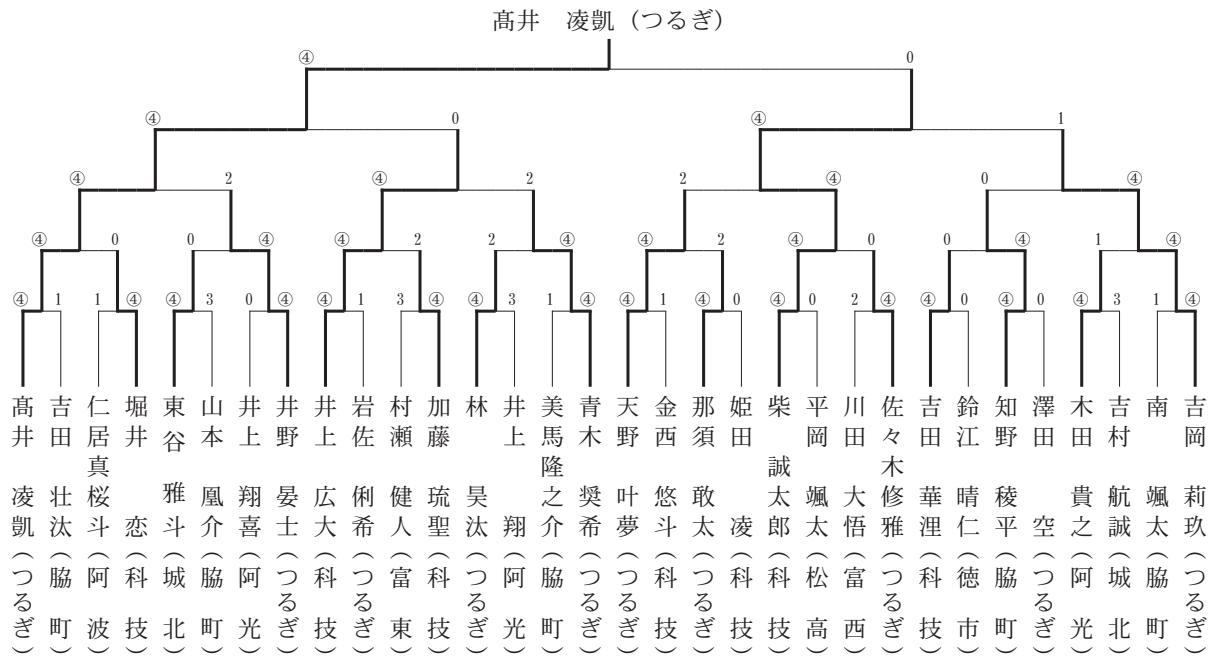 髙井　凌凱（つるぎ）
④ 0
④ 0 ④ 1
④ 2 ④ 2 2 ④ 0 ④
④ 0 0 ④ ④ 2 2 ④ ④ 2 ④ 0 0 ④ 1 ④
④ 1 1 ④ ④ 3 0 ④ ④ 1 3 ④ ④ 3 1 ④ ④ 1 ④ 0 ④ 0 2 ④ ④ 0 ④ 0 ④ 3 1 ④
髙井　凌凱（つるぎ）
吉田　壮汰（脇町）
仁居真桜斗（阿波）
堀井　恋（科技）
東谷　雅斗（城北）
山本　凰介（脇町）
井上　翔喜（阿光）
井野　晏士（つるぎ）
井上　広大（科技）
岩佐　俐希（つるぎ）
村瀬　健人（富東）
加藤　琉聖（科技）
林　昊汰（つるぎ）
井上　翔（阿光）
美馬隆之介（脇町）
青木　奨希（つるぎ）
天野　叶夢（つるぎ）
金西　悠斗（科技）
那須　敢太（つるぎ）
姫田　凌（科技）
柴　誠太郎（科技）
平岡　颯太（松高）
川田　大悟（富西）
佐々木修雅（つるぎ）
吉田　華浬（科技）
鈴江　晴仁（徳市）
知野　稜平（脇町）
澤田　空（つるぎ）
木田　貴之（阿光）
吉村　航誠（城北）
南　颯太（脇町）
吉岡　莉玖（つるぎ）